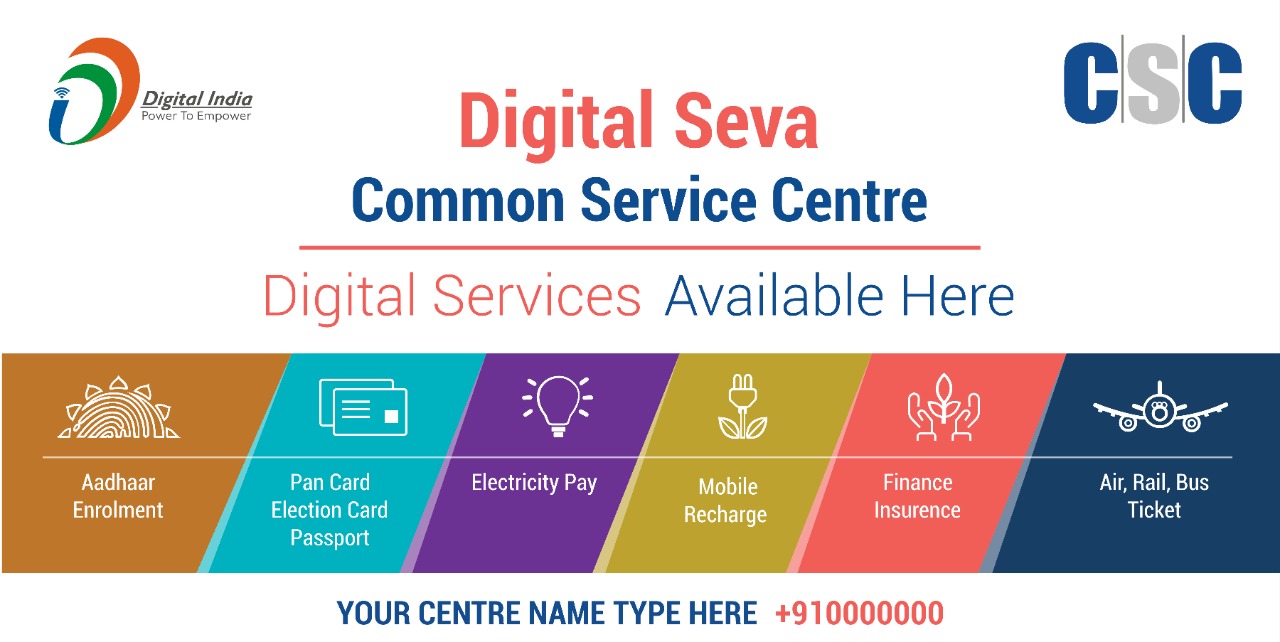 Digital India
Power To Empower
CSC
Digital Seva
Common Service Centre
Digital Services Available Here
Aadhaar
Enrolment
Pan Card
Election Card
Passport
Electricity Pay
Mobile
Recharge
Finance
Insurence
Air, Rail, Bus
Ticket
YOUR CENTRE NAME TYPE HERE +910000000